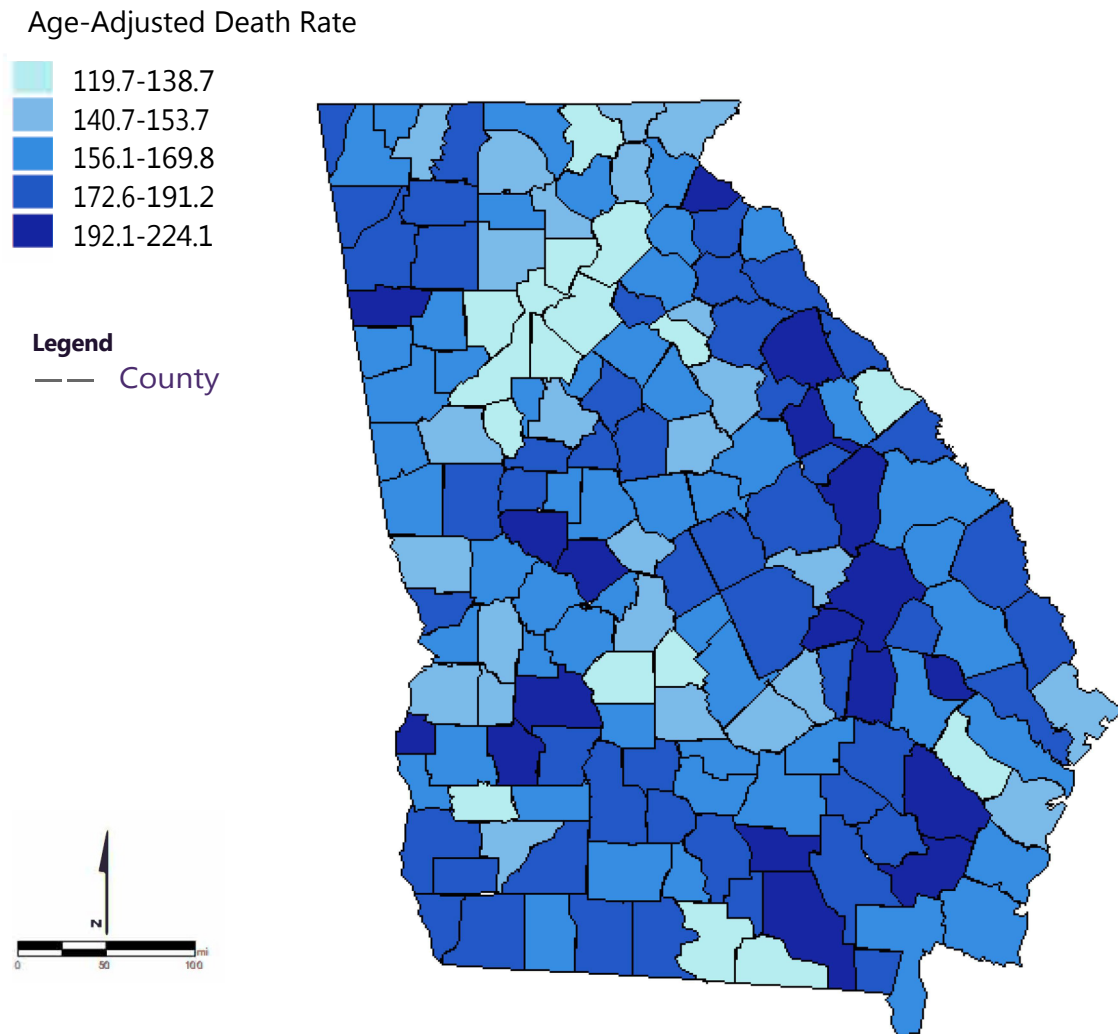 Age-Adjusted Death Rate
119.7-138.7
140.7-153.7
156.1-169.8
172.6-191.2
192.1-224.1
Legend
County
N
mi
0 50 100